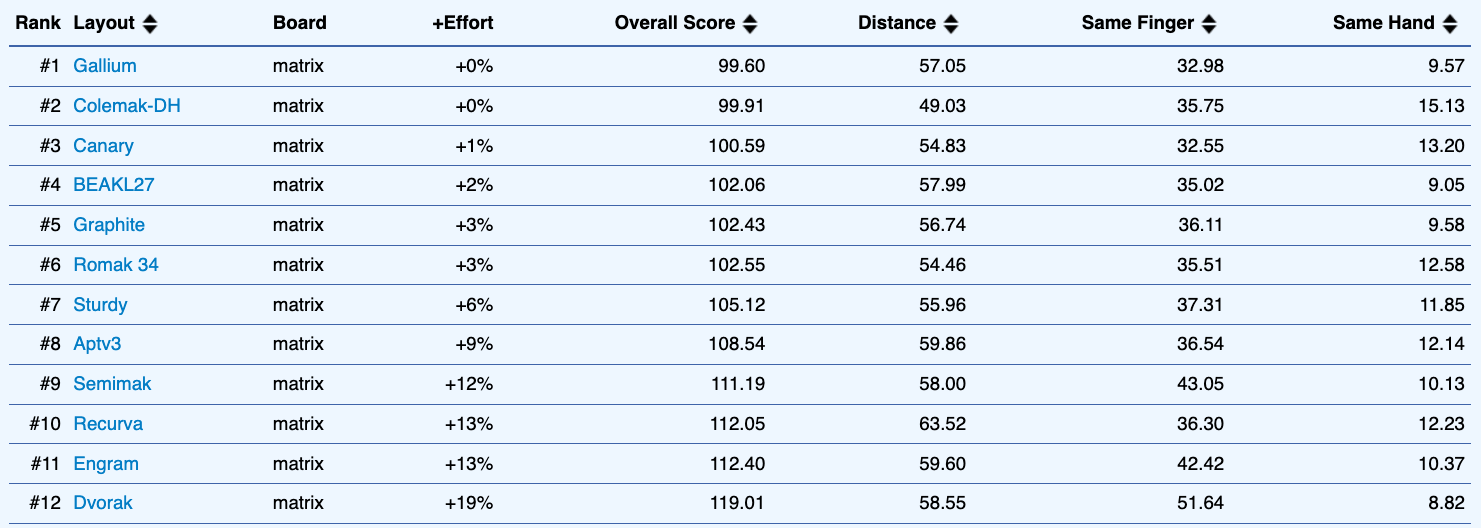 Rank Layout Board +Effort Overall Score Distance Same Finger Same Hand
#1 Gallium matrix +0% 99.60 57.05 32.98 9.57
#2 Colemak-DH matrix +0% 99.91 49.03 35.75 15.13
#3 Canary matrix +1% 100.59 54.83 32.55 13.20
#4 BEAKL27 matrix +2% 102.06 57.99 35.02 9.05
#5 Graphite matrix +3% 102.43 56.74 36.11 9.58
#6 Romak 34 matrix +3% 102.55 54.46 35.51 12.58
#7 Sturdy matrix +6% 105.12 55.96 37.31 11.85
#8 Aptv3 matrix +9% 108.54 59.86 36.54 12.14
#9 Semimak matrix +12% 111.19 58.00 43.05 10.13
#10 Recurva matrix +13% 112.05 63.52 36.30 12.23
#11 Engram matrix +13% 112.40 59.60 42.42 10.37
#12 Dvorak matrix +19% 119.01 58.55 51.64 8.82